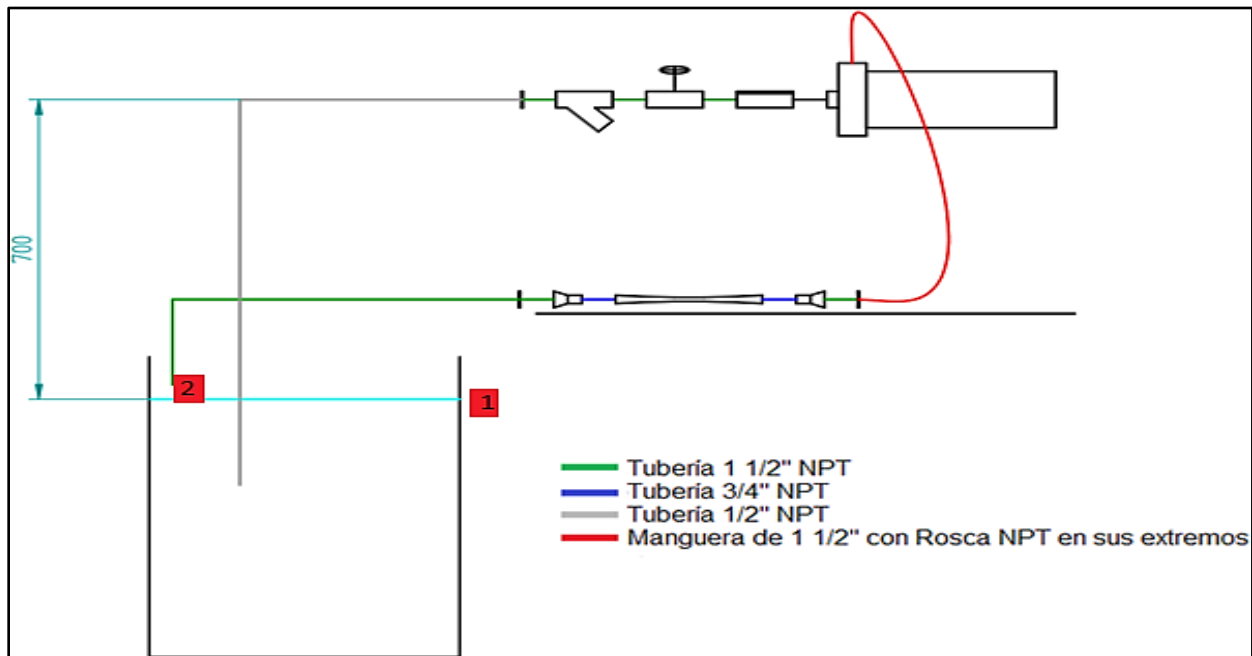 700
2
1
Tubería 1 1/2" NPT
Tubería 3/4" NPT
Tubería 1/2" NPT
Manguera de 1 1/2" con Rosca NPT en sus extremos